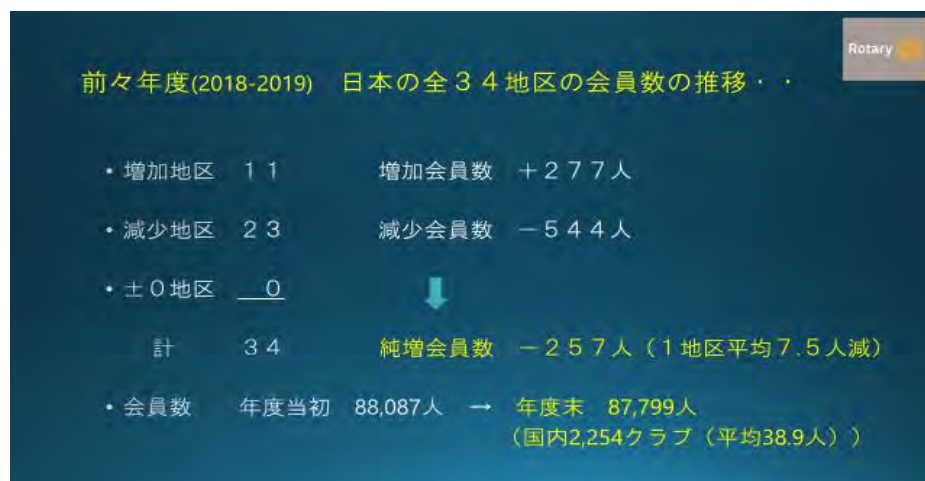 Rotary
前々年度(2018-2019) 日本の全34地区の会員数の推移・・
・増加地区 11 増加会員数 +277人
・減少地区 23 減少会員数 -544人
・±0地区 0
計 34 純増会員数 -257人(1地区平均7.5人減)
・会員数 年度当初 88,087人 → 年度末 87,799人
(国内2,254クラブ(平均38.9人))